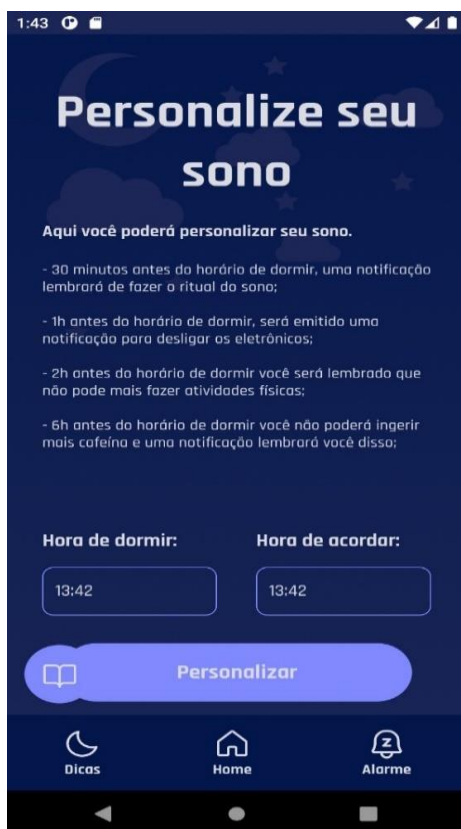 1:43
Personalize seu
sono
Aqui você poderá personalizar seu sono.
- 30 minutos antes do horário de dormir, uma notificação
lembrará de fazer o ritual do sono;
- 1h antes do horário de dormir, será emitido uma
notificação para desligar os eletrônicos;
- 2h antes do horário de dormir você será lembrado que
não pode mais fazer atividades físicas;
- 6h antes do horário de dormir você não poderá ingerir
mais cafeína e uma notificação lembrará você disso;
Hora de dormir: Hora de acordar:
13:42 13:42
Personalizar
Dicas Home Alarme